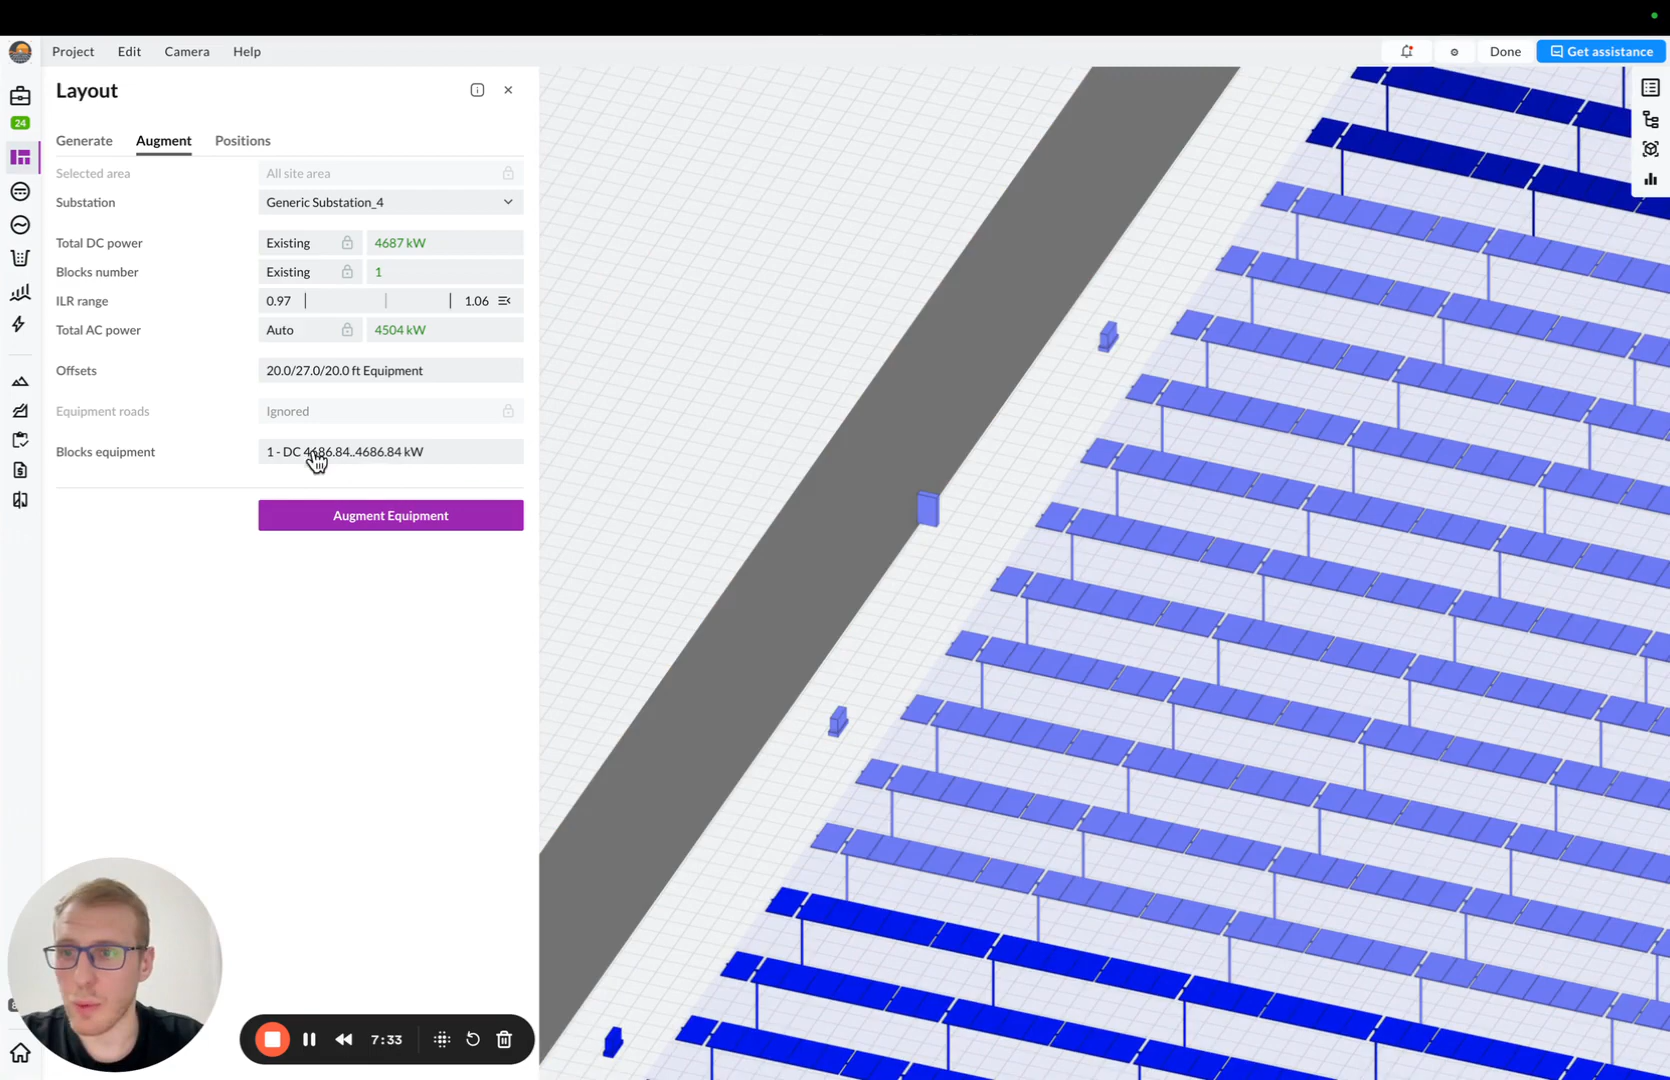 Project Edit Camera Help
Done Get assistance
Layout
24
Generate Augment Positions
Selected area All site area
Substation Generic Substation_4
Total DC power Existing 4687 kW
Blocks number Existing 1
ILR range 0.97 1.06
Total AC power Auto 4504 kW
Offsets 20.0/27.0/20.0 ft Equipment
Equipment roads Ignored
Blocks equipment 1 - DC 4686.84..4686.84 kW
Augment Equipment
7:33